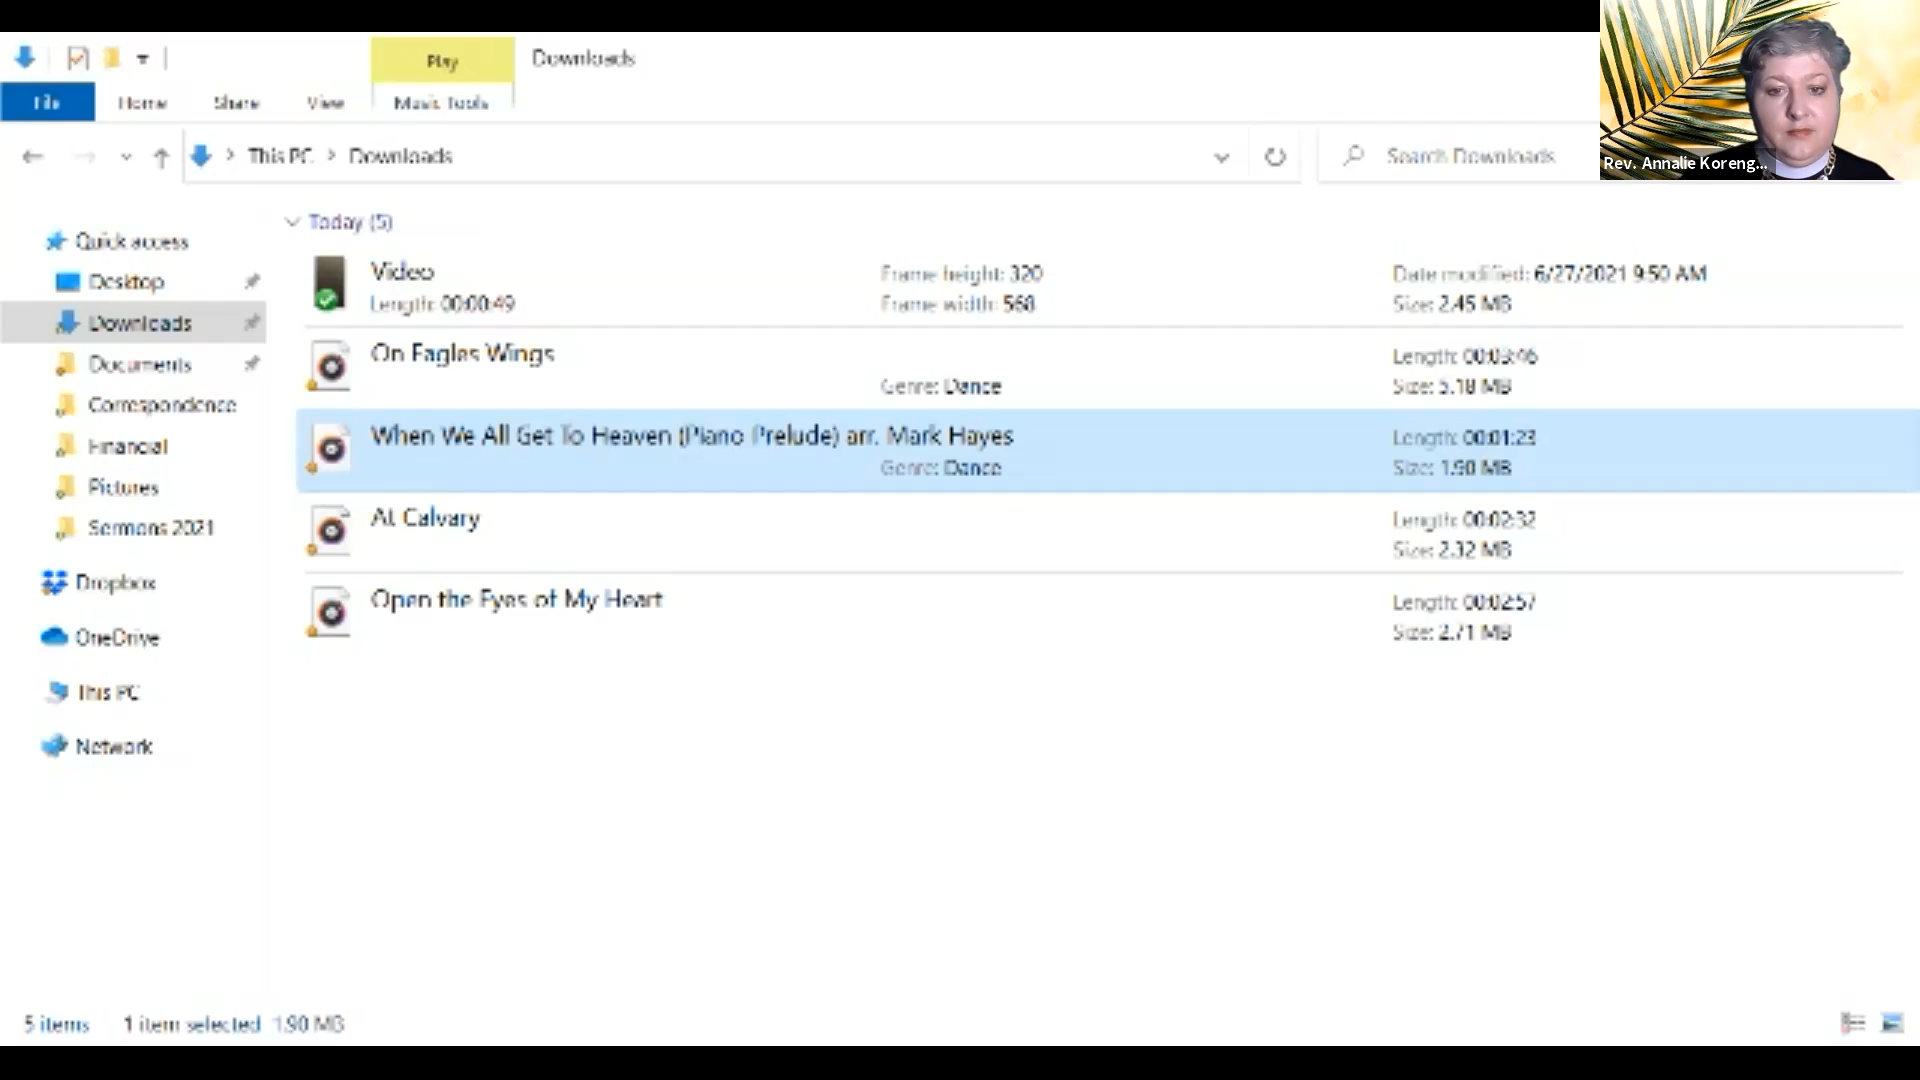 Play
Downloads
File
Home
Share
View
Music Tools
This PC
Downloads
Search Downloads
Rev. Annalie Koreng...
Today (5)
Quick access
Desktop
Downloads
Documents
Correspondence
Financial
Pictures
Sermons 2021
Dropbox
OneDrive
This PC
Network
Video
Length: 00:00:49
Frame height: 320
Frame width: 568
Date modified: 6/27/2021 9:50 AM
Size: 2.45 MB
On Eagles Wings
Genre: Dance
Length: 00:03:46
Size: 5.18 MB
When We All Get To Heaven (Piano Prelude) arr. Mark Hayes
Genre: Dance
Length: 00:01:23
Size: 1.90 MB
At Calvary
Length: 00:02:32
Size: 2.32 MB
Open the Eyes of My Heart
Length: 00:02:57
Size: 2.71 MB
5 items
1 item selected 1.90 MB